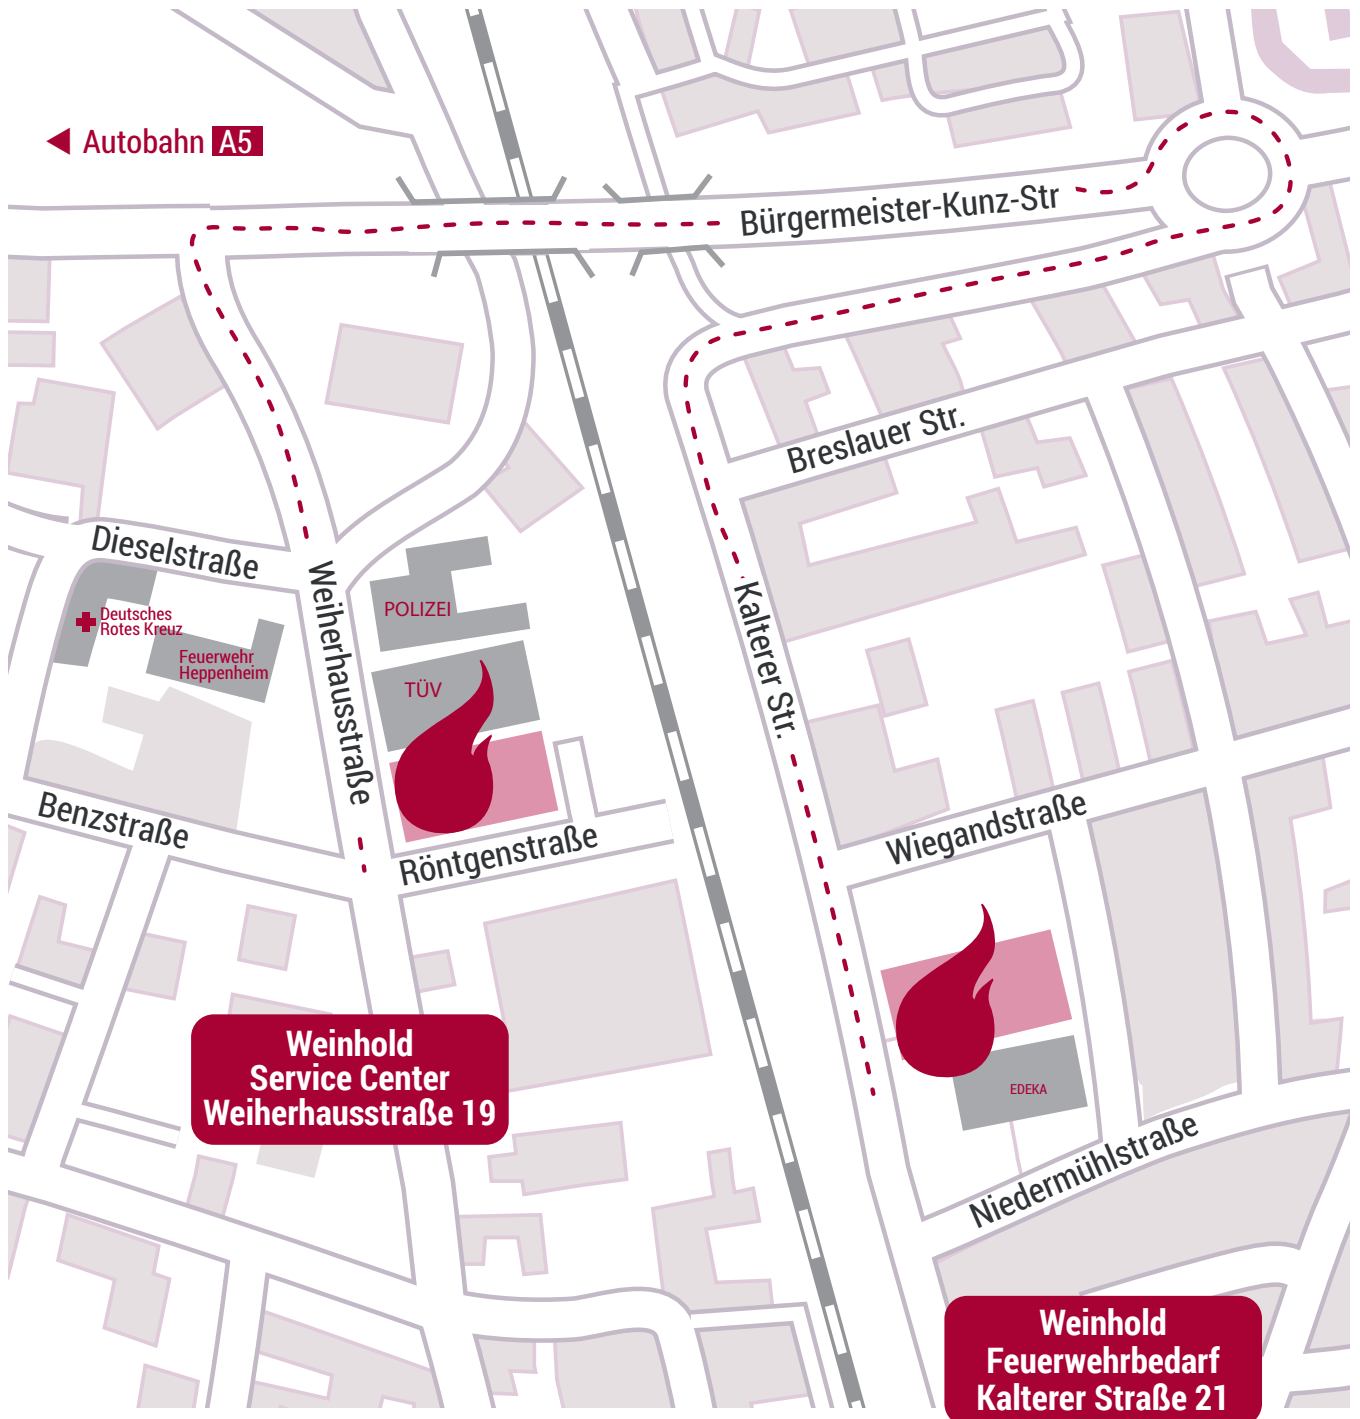 Autobahn A5
Bürgermeister-Kunz-Str
Breslauer Str.
Dieselstraße
Weiherhausstraße
POLIZEI
Kalterer Str.
Deutsches
Rotes Kreuz
Feuerwehr
Heppenheim
TÜV
Benzstraße
Röntgenstraße
Wiegandstraße
Weinhold
Service Center
Weiherhausstraße 19
EDEKA
Niedermühlstraße
Weinhold
Feuerwehrbedarf
Kalterer Straße 21